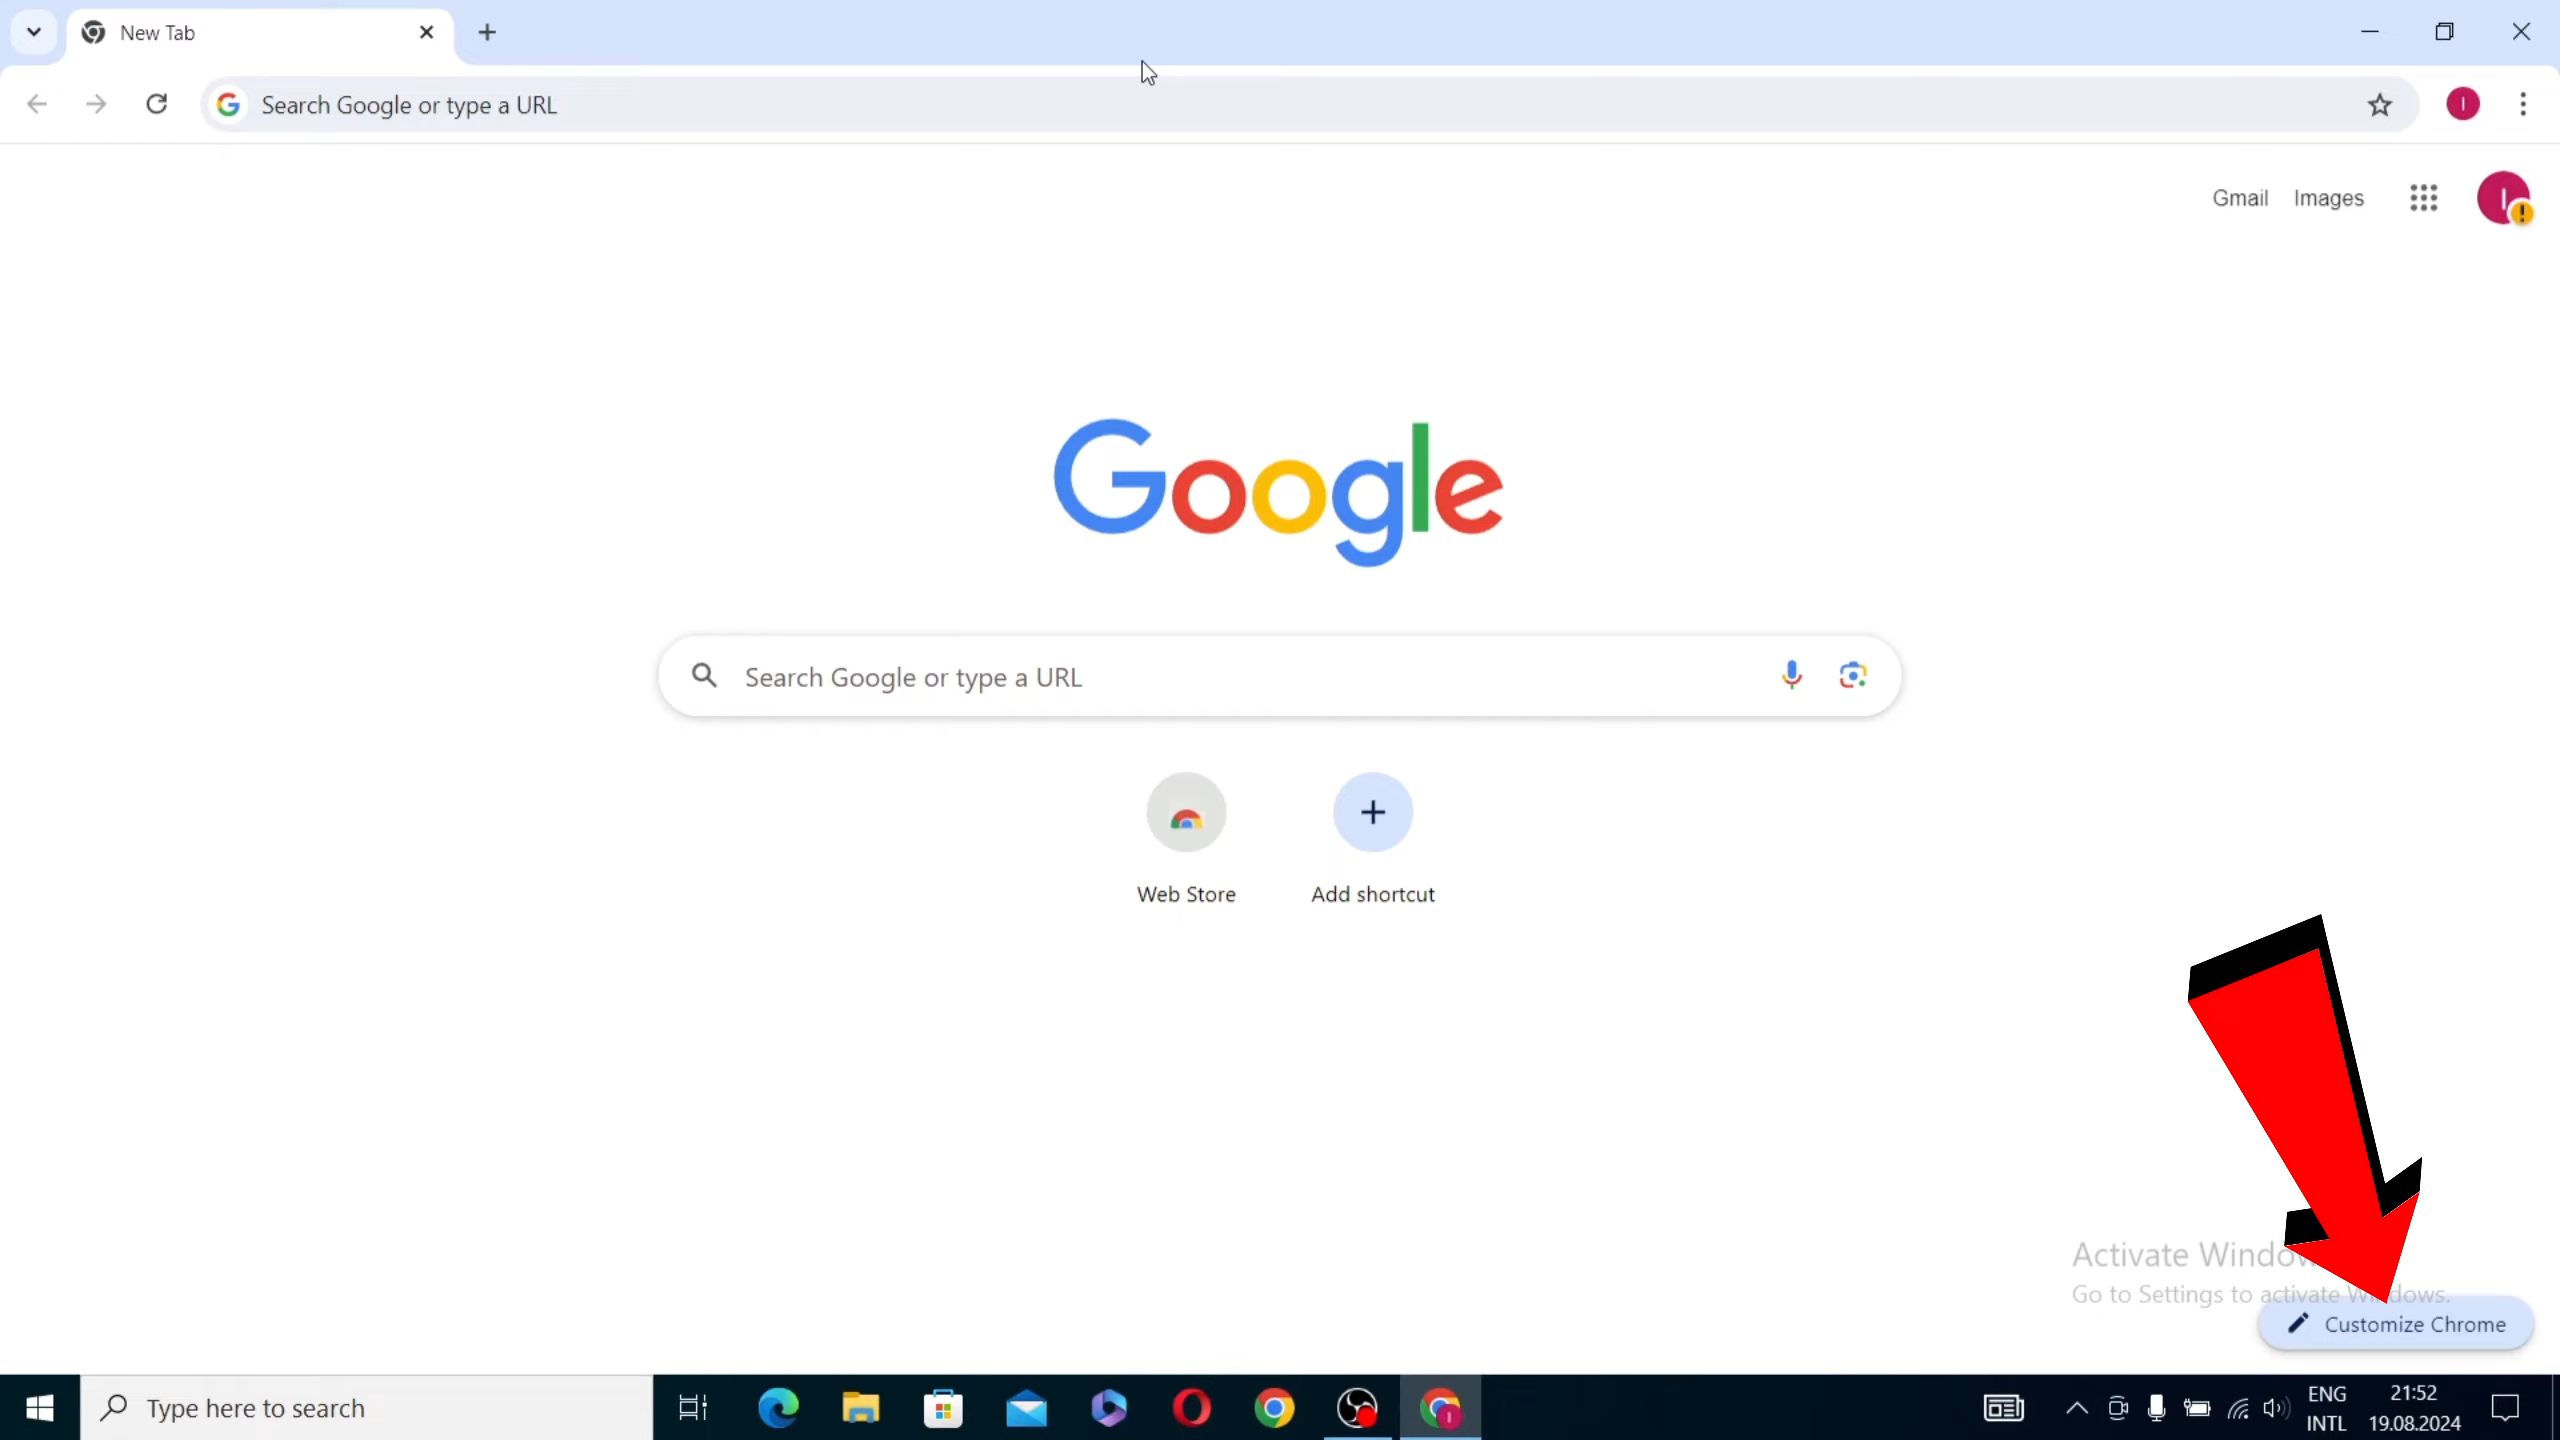 New Tab
Search Google or type a URL
I
Gmail Images
I
Google
Search Google or type a URL
Web Store
Add shortcut
Activate Windo
Go to Settings to activate W dows.
Customize Chrome
Type here to search
I
ENG
INTL
21:52
19.08.2024